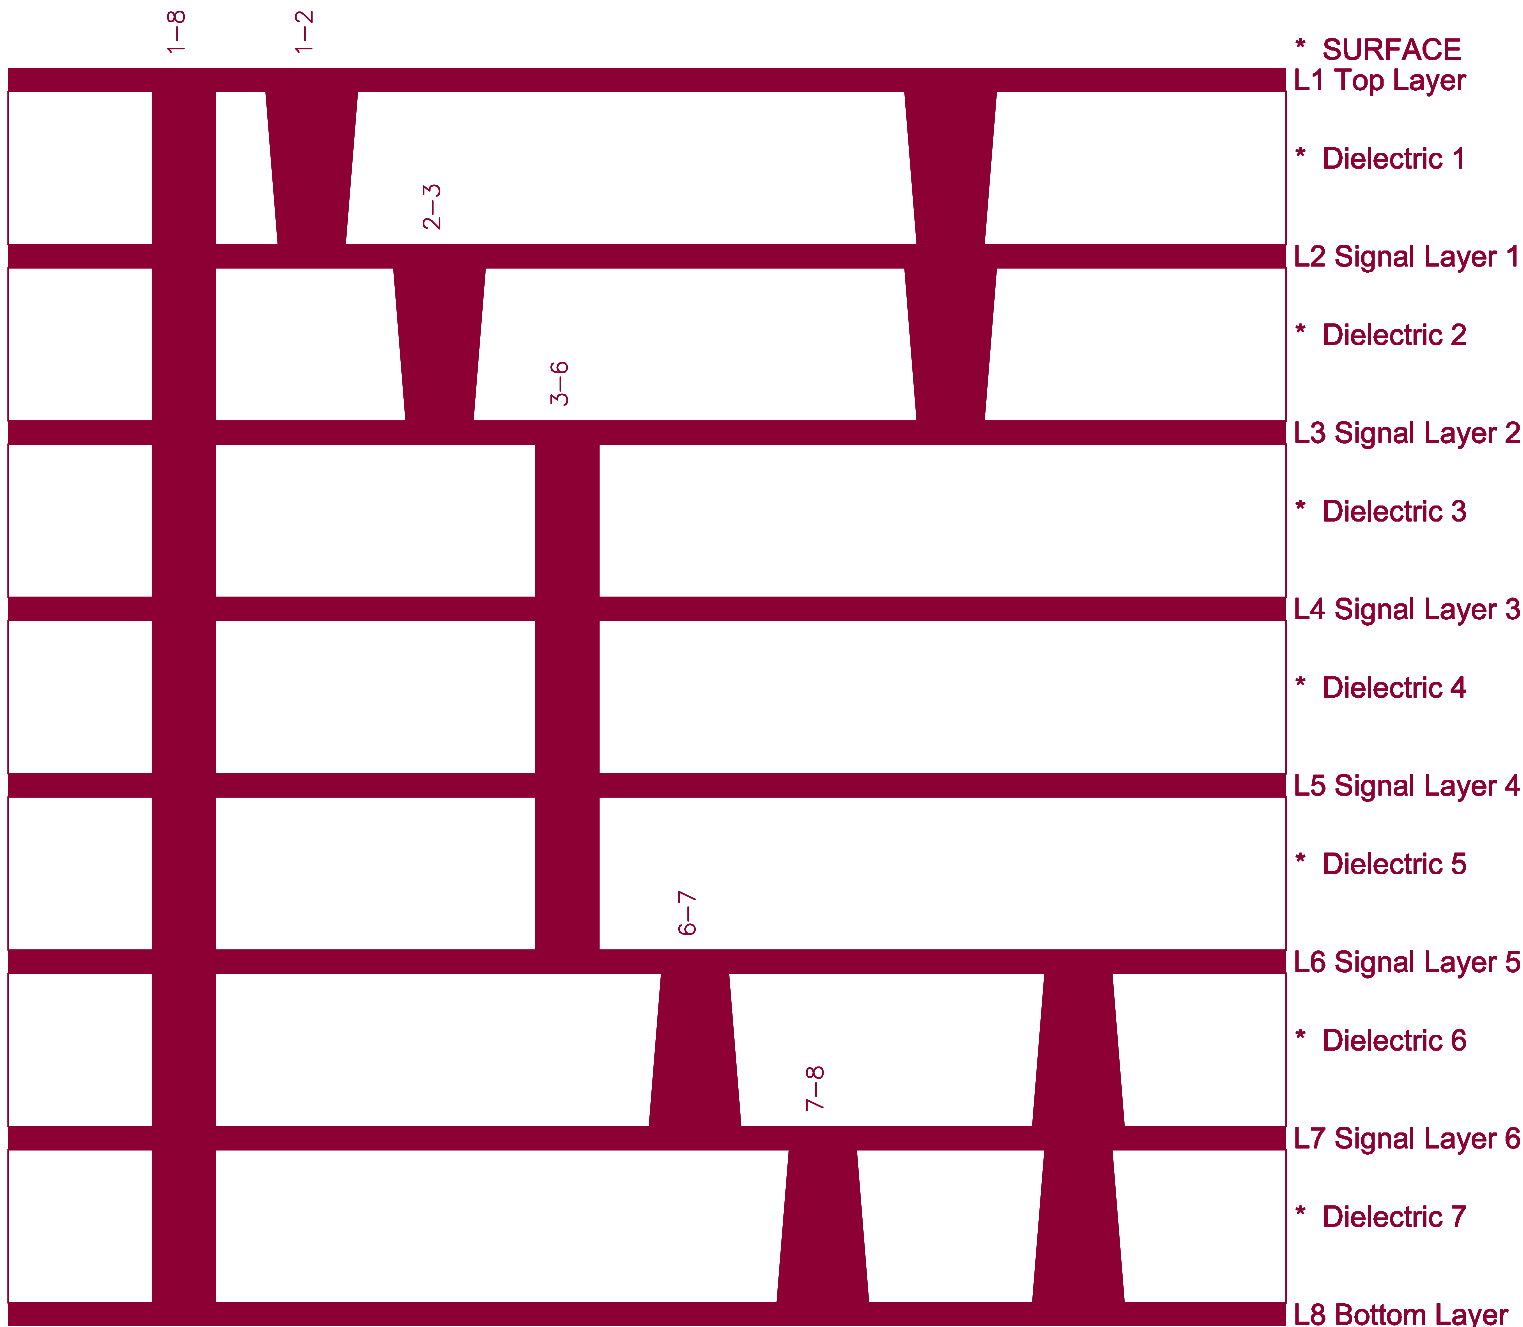 1-8
1-2
* SURFACE
L1 Top Layer
* Dielectric 1
2-3
L2 Signal Layer 1
* Dielectric 2
3-6
L3 Signal Layer 2
* Dielectric 3
L4 Signal Layer 3
* Dielectric 4
L5 Signal Layer 4
* Dielectric 5
6-7
L6 Signal Layer 5
* Dielectric 6
7-8
L7 Signal Layer 6
* Dielectric 7
L8 Bottom Layer